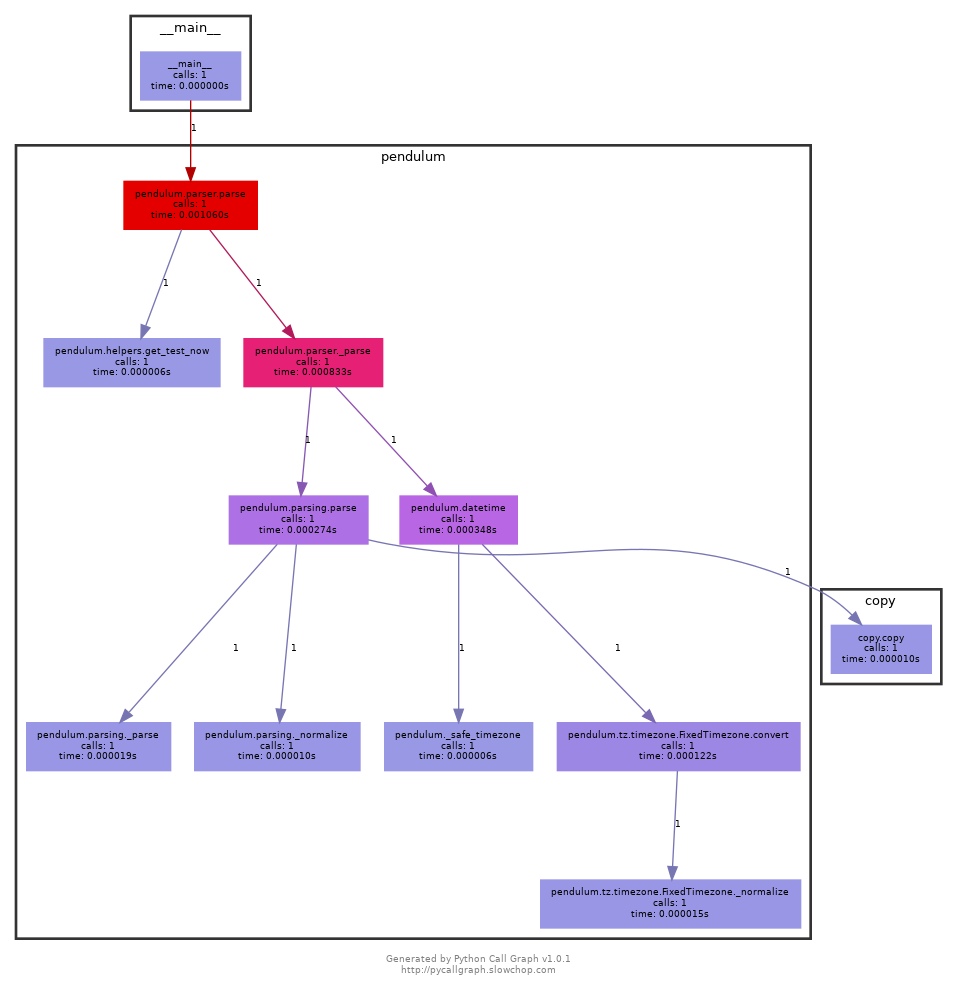 __main__
__main__
calls: 1
time: 0.000000s
1
pendulum
pendulum.parser.parse
calls: 1
time: 0.001060s
1
1
pendulum.helpers.get_test_now
calls: 1
time: 0.000006s
pendulum.parser._parse
calls: 1
time: 0.000833s
1
1
pendulum.parsing.parse
calls: 1
time: 0.000274s
pendulum.datetime
calls: 1
time: 0.000348s
1
copy
copy.copy
calls: 1
time: 0.000010s
1
1
1
1
pendulum.parsing._parse
calls: 1
time: 0.000019s
pendulum.parsing._normalize
calls: 1
time: 0.000010s
pendulum._safe_timezone
calls: 1
time: 0.000006s
pendulum.tz.timezone.FixedTimezone.convert
calls: 1
time: 0.000122s
1
pendulum.tz.timezone.FixedTimezone._normalize
calls: 1
time: 0.000015s
Generated by Python Call Graph v1.0.1
http://pycallgraph.slowchop.com